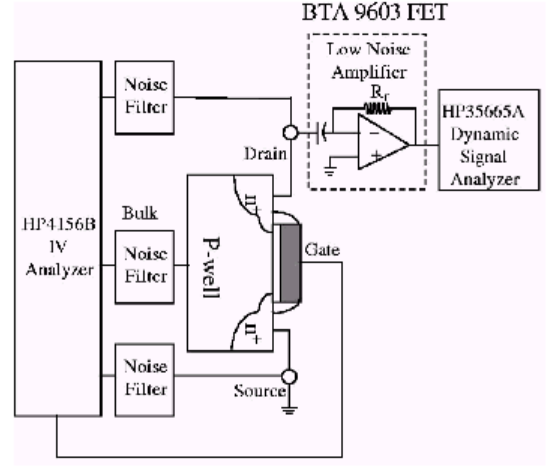 BTA 9603 FET
Low Noise
Amplifier
Rf
Noise
Filter
HP35665A
Dynamic
Signal
Analyzer
Drain
HP4156B
IV
Analyzer
Bulk
Noise
Filter
P-well
n+
n+
Gate
Noise
Filter
Source